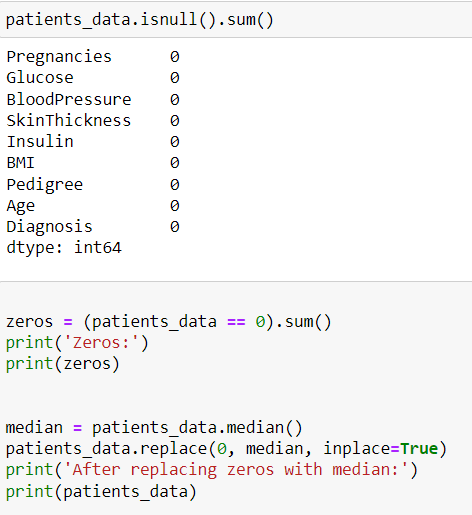 patients_data.isnull().sum()
Pregnancies 0
Glucose 0
BloodPressure 0
SkinThickness 0
Insulin 0
BMI 0
Pedigree 0
Age 0
Diagnosis 0
dtype: int64
zeros = (patients_data == 0).sum()
print('Zeros:')
print(zeros)
median = patients_data.median()
patients_data.replace(0, median, inplace=True)
print('After replacing zeros with median:')
print(patients_data)